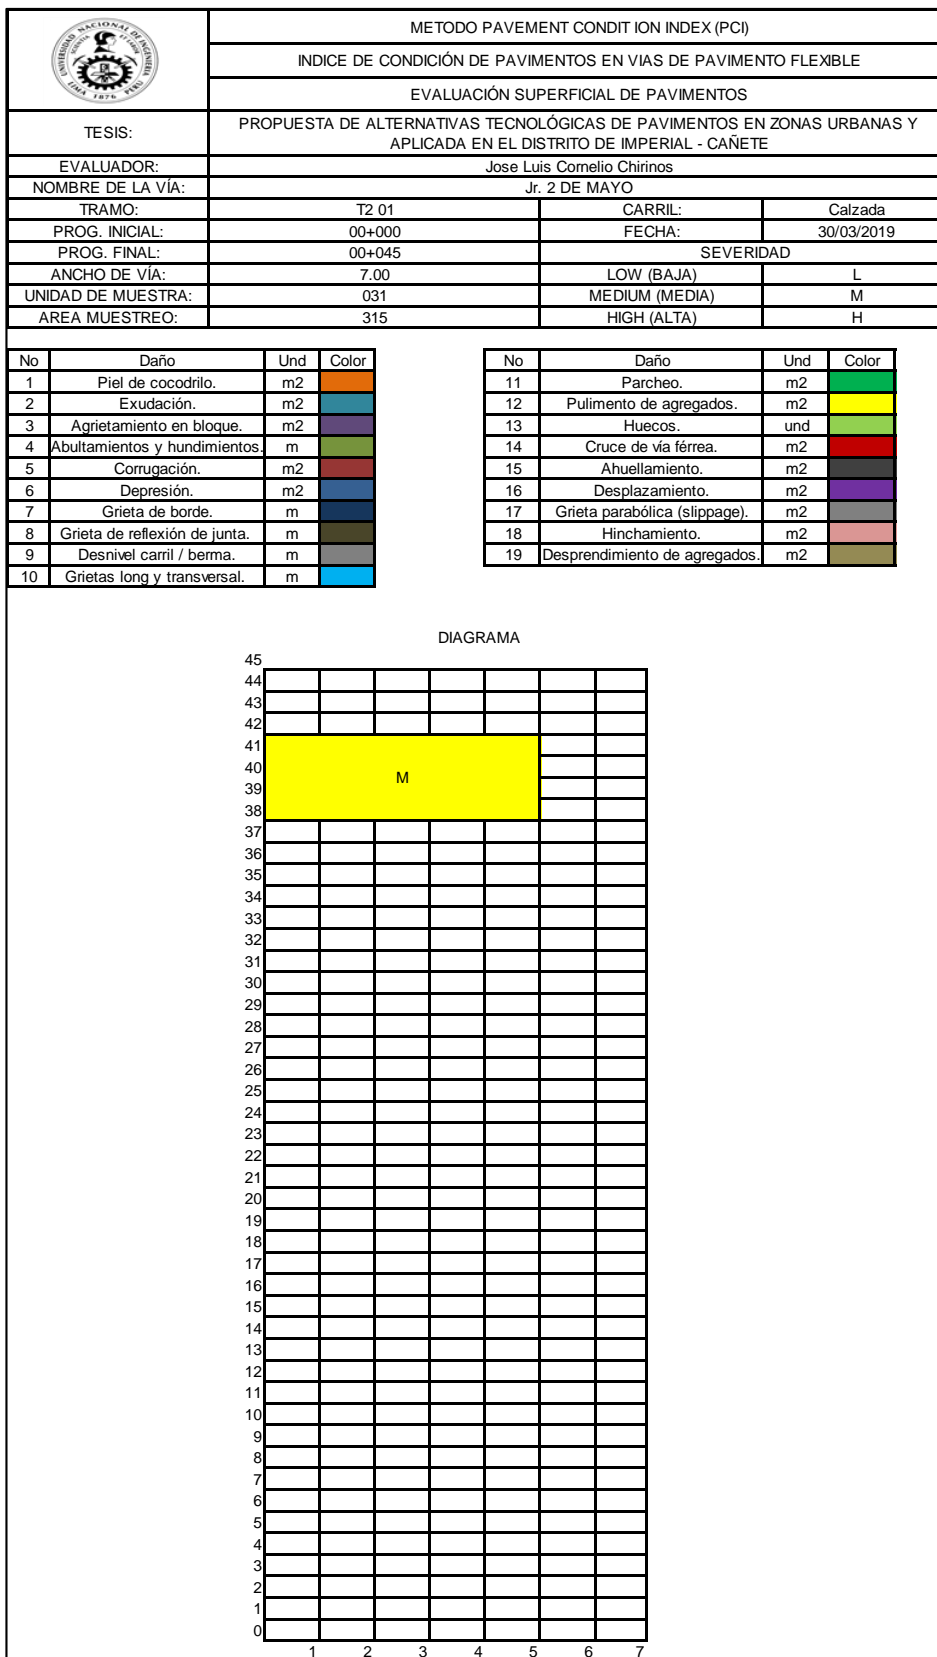 UNIVERSIDAD NACIONAL DE INGENIERIA
SCIENTIA ET LABOR
LIMA 1876 PERU
METODO PAVEMENT CONDIT ION INDEX (PCI)
INDICE DE CONDICIÓN DE PAVIMENTOS EN VIAS DE PAVIMENTO FLEXIBLE
EVALUACIÓN SUPERFICIAL DE PAVIMENTOS
TESIS: PROPUESTA DE ALTERNATIVAS TECNOLÓGICAS DE PAVIMENTOS EN ZONAS URBANAS Y
APLICADA EN EL DISTRITO DE IMPERIAL - CAÑETE
EVALUADOR: Jose Luis Cornelio Chirinos
NOMBRE DE LA VÍA: Jr. 2 DE MAYO
TRAMO: T2 01 CARRIL: Calzada
PROG. INICIAL: 00+000 FECHA: 30/03/2019
PROG. FINAL: 00+045 SEVERIDAD
ANCHO DE VÍA: 7.00 LOW (BAJA) L
UNIDAD DE MUESTRA: 031 MEDIUM (MEDIA) M
AREA MUESTREO: 315 HIGH (ALTA) H
No Daño Und Color
1 Piel de cocodrilo. m2
2 Exudación. m2
3 Agrietamiento en bloque. m2
4 Abultamientos y hundimientos. m
5 Corrugación. m2
6 Depresión. m2
7 Grieta de borde. m
8 Grieta de reflexión de junta. m
9 Desnivel carril / berma. m
10 Grietas long y transversal. m
No Daño Und Color
11 Parcheo. m2
12 Pulimento de agregados. m2
13 Huecos. und
14 Cruce de vía férrea. m2
15 Ahuellamiento. m2
16 Desplazamiento. m2
17 Grieta parabólica (slippage). m2
18 Hinchamiento. m2
19 Desprendimiento de agregados. m2
DIAGRAMA
45
44
43
42
41
40
M
39
38
37
36
35
34
33
32
31
30
29
28
27
26
25
24
23
22
21
20
19
18
17
16
15
14
13
12
11
10
9
8
7
6
5
4
3
2
1
0
1 2 3 4 5 6 7